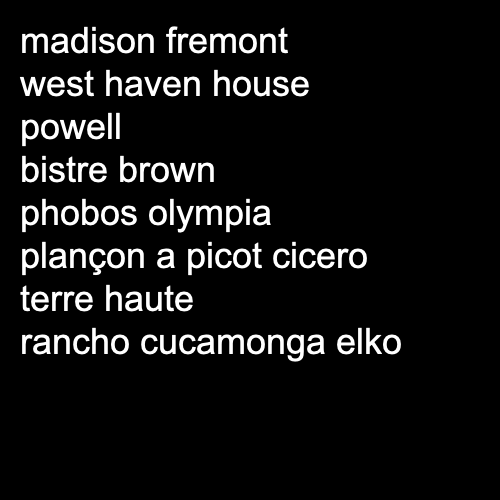 madison fremont
west haven house
powell
bistre brown
phobos olympia
plançon a picot cicero
terre haute
rancho cucamonga elko